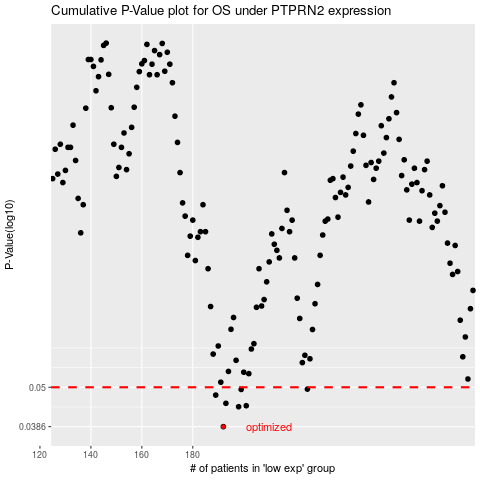 Cumulative P-Value plot for OS under PTPRN2 expression
P-Value(log10)
0.05
0.0386
optimized
120 140 160 180
# of patients in 'low exp' group